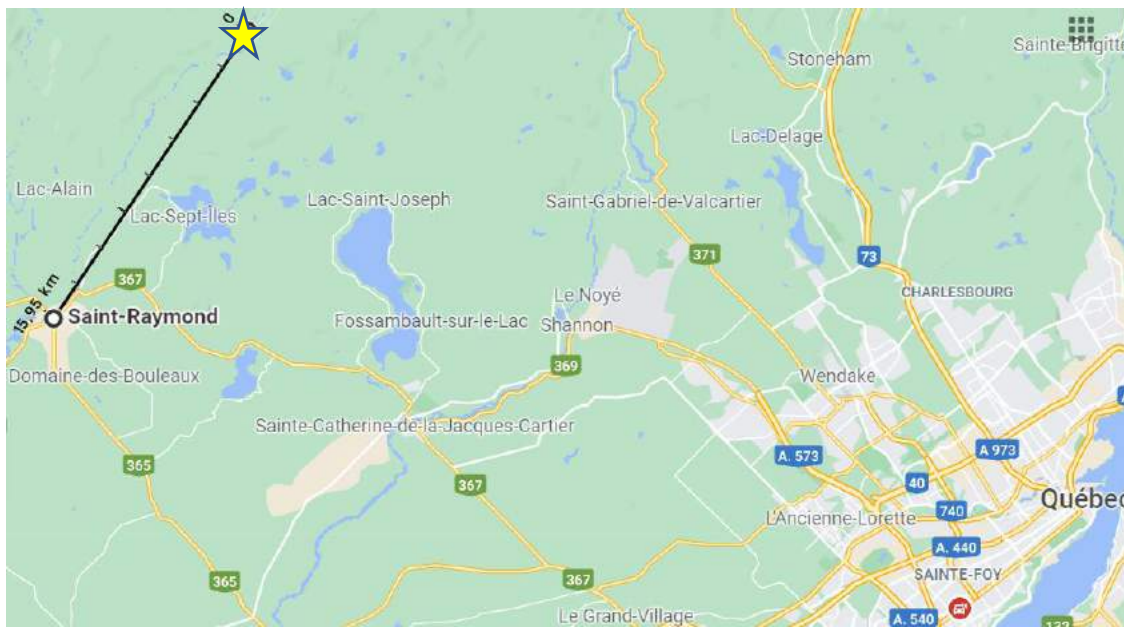 0
Stoneham
Sainte-Brigitte
Lac-Delage
Lac-Alain
Lac-Sept-Îles
Lac-Saint-Joseph
Saint-Gabriel-de-Valcartier
371
73
15,95 km
367
Saint-Raymond
Le Noyé
CHARLESBOURG
Fossambault-sur-le-Lac
Shannon
369
Domaine-des-Bouleaux
Wendake
Sainte-Catherine-de-la-Jacques-Cartier
365
367
A. 573
A 973
40
Québec
740
L'Ancienne-Lorette
A. 440
SAINTE-FOY
365
367
Le Grand-Village
A. 540
132